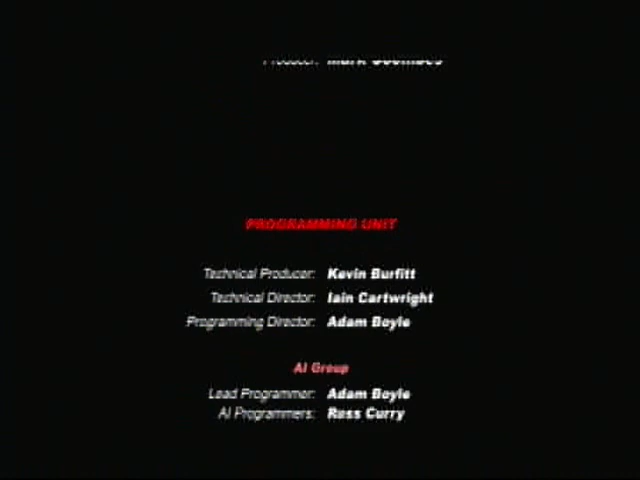 PROGRAMMING UNIT
Technical Producer: Kevin Burfitt
Technical Director: Iain Cartwright
Programming Director: Adam Boyle
AI Group
Lead Programmer: Adam Boyle
AI Programmers: Ross Curry